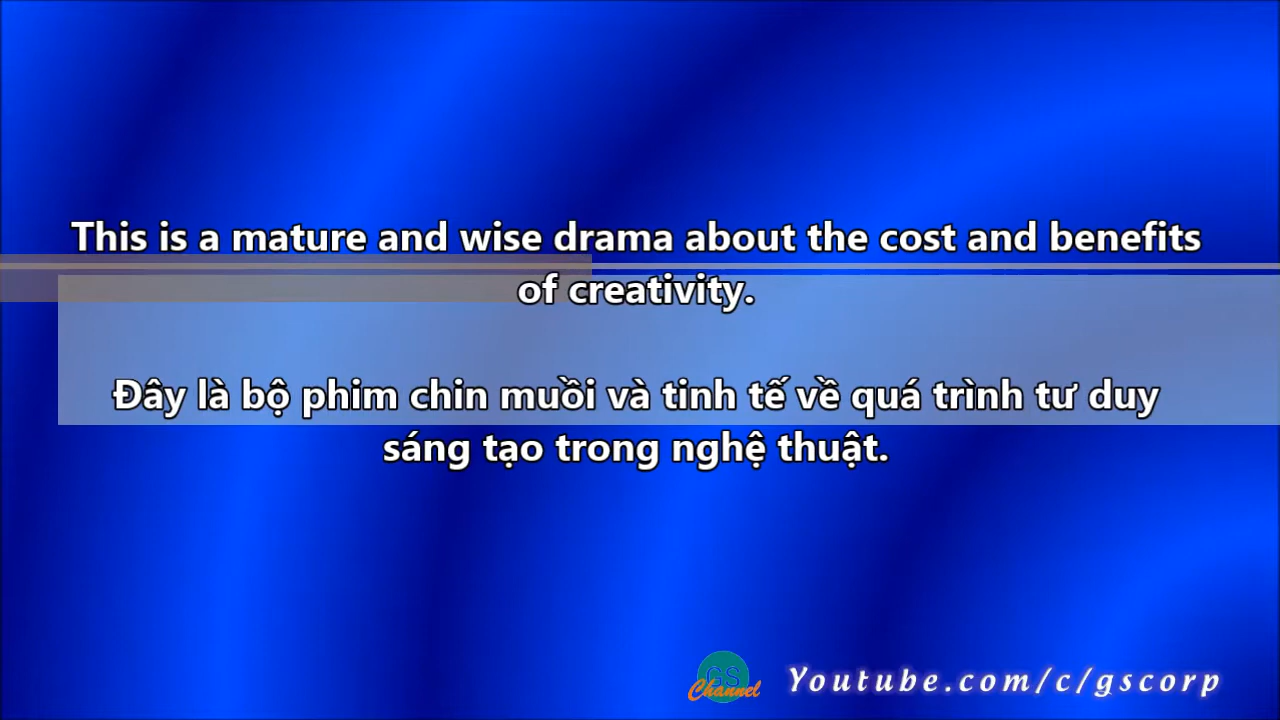 This is a mature and wise drama about the cost and benefits
of creativity.
Đây là bộ phim chin muồi và tinh tế về quá trình tư duy
sáng tạo trong nghệ thuật.
GS
Channel
Youtube.com/c/gscorp